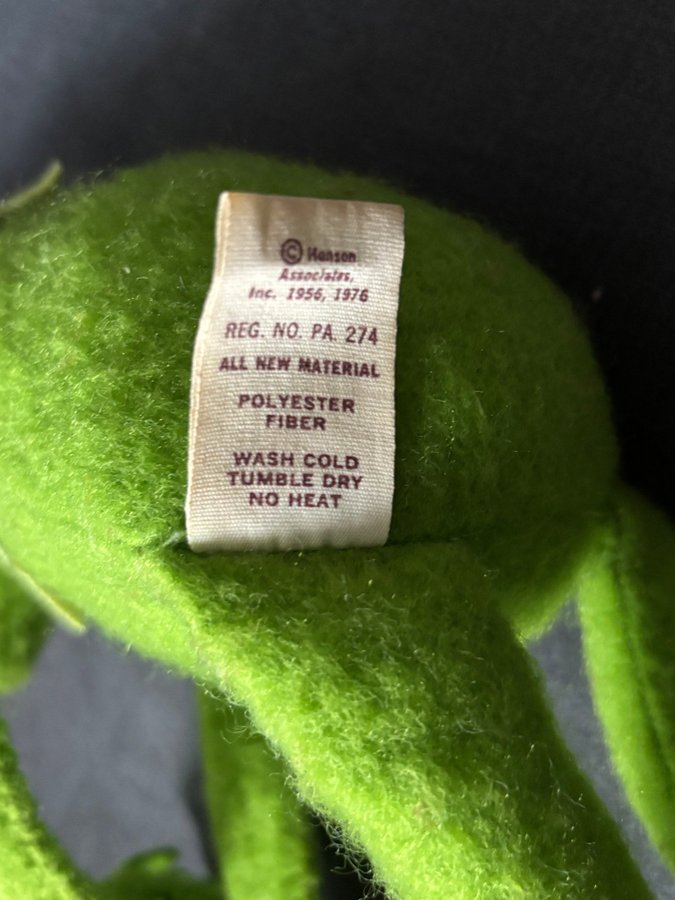 © Henson
Associates,
Inc. 1956, 1976
REG. NO. PA. 274
ALL NEW MATERIAL
POLYESTER
FIBER
WASH COLD
TUMBLE DRY
NO HEAT